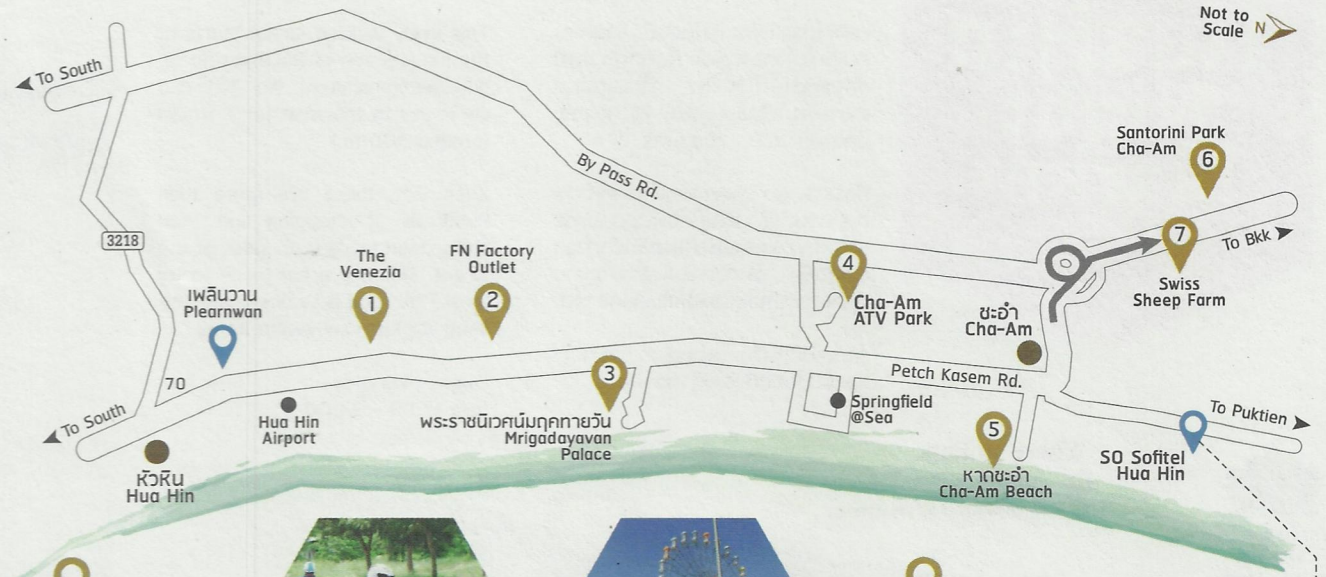 Not to
Scale N
To South
Santorini Park
Cha-Am
6
By Pass Rd.
3218
7
To Bkk
The
Venezia
FN Factory
Outlet
4
Swiss
Sheep Farm
เพลินวาน
Plearnwan
1
2
Cha-Am
ATV Park
ชะอำ
Cha-Am
70
3
Petch Kasem Rd.
To South
Hua Hin
Airport
พระราชนิเวศน์มฤคทายวัน
Mrigadayavan
Palace
Springfield
@Sea
To Puktien
5
หัวหิน
Hua Hin
หาดชะอำ
Cha-Am Beach
SO Sofitel
Hua Hin